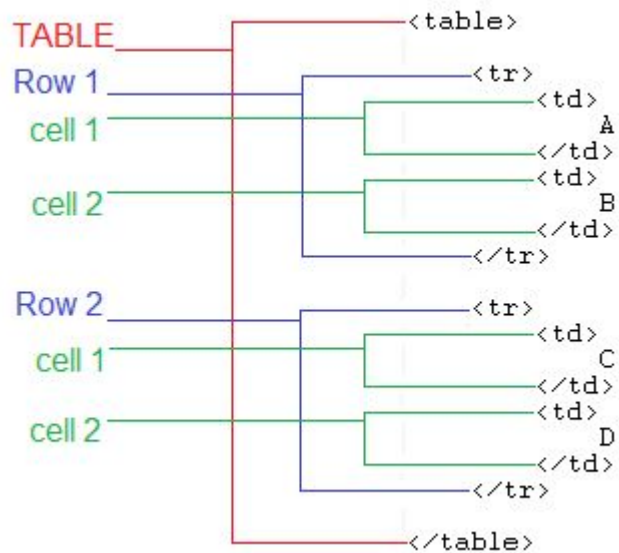 TABLE <table>
Row 1 <tr>
<td>
cell 1 A
</td>
<td>
cell 2 B
</td>
</tr>
Row 2 <tr>
<td>
cell 1 C
</td>
<td>
cell 2 D
</td>
</tr>
</table>